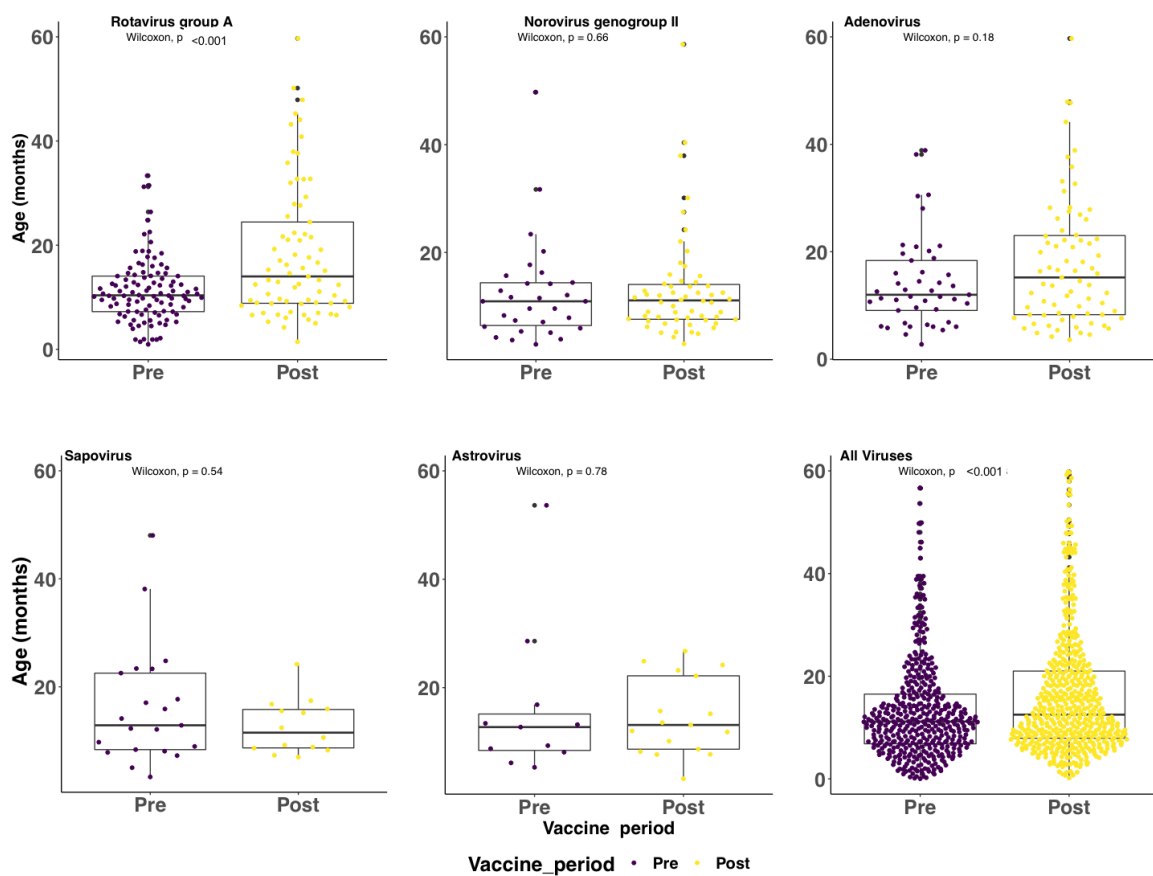 Rotavirus group A
Wilcoxon, p <0.001
Norovirus genogroup II
Wilcoxon, p = 0.66
Adenovirus
Wilcoxon, p = 0.18
Age (months)
60
40
20
0
Pre Post
60
40
20
Pre Post
60
40
20
0
Pre Post
Sapovirus
Wilcoxon, p = 0.54
Astrovirus
Wilcoxon, p = 0.78
All Viruses
Wilcoxon, p <0.001
Age (months)
60
40
20
Pre Post
60
40
20
Pre Post
60
40
20
0
Pre Post
Vaccine_period
Vaccine_period Pre Post